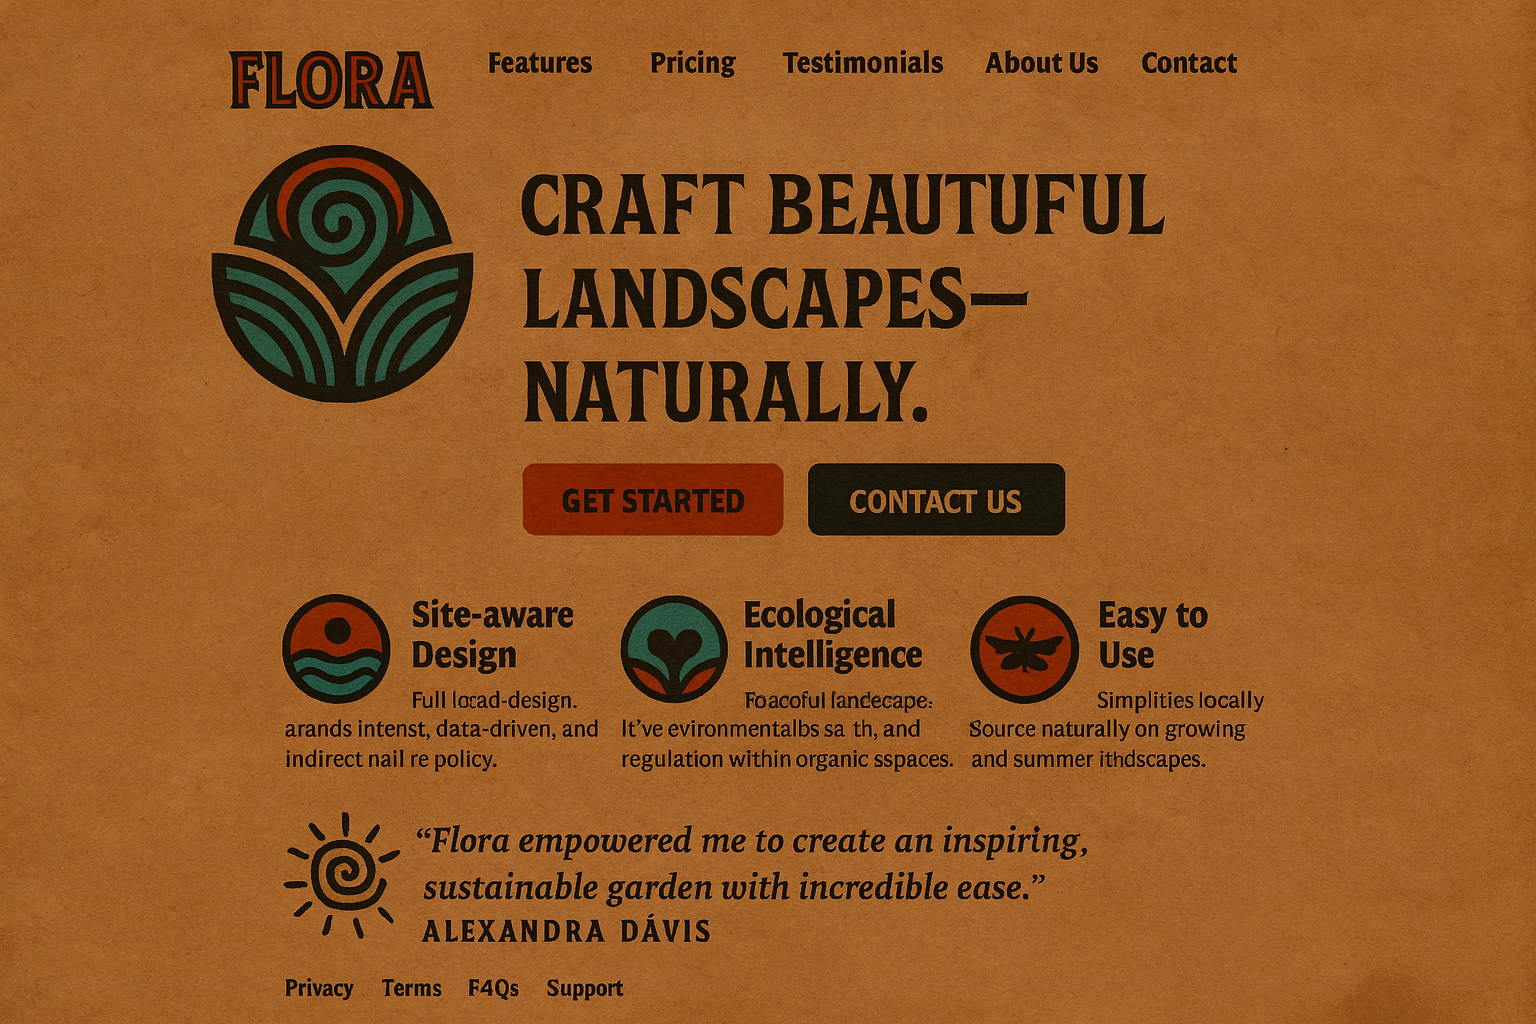 FLORA
Features Pricing Testimonials About Us Contact
CRAFT BEAUTUFUL
LANDSCAPES—
NATURALLY.
GET STARTED CONTACT US
Site-aware
Design
Full locad-design.
arands intenst, data-driven, and
indirect nail re policy.
Ecological
Intelligence
Foacoful landecape:
It've evironmentalbs sa th, and
regulation within organic sspaces.
Easy to
Use
Simplities locally
Source naturally on growing
and summer ithdscapes.
“Flora empowered me to create an inspiring,
sustainable garden with incredible ease.”
ALEXANDRA DÁVIS
Privacy Terms F4Qs Support